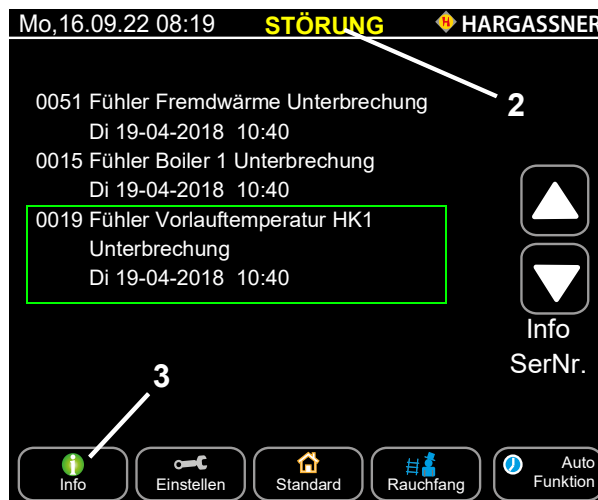 Mo,16.09.22 08:19 STÖRUNG HARGASSNER
2
0051 Fühler Fremdwärme Unterbrechung
Di 19-04-2018 10:40
0015 Fühler Boiler 1 Unterbrechung
Di 19-04-2018 10:40
0019 Fühler Vorlauftemperatur HK1
Unterbrechung
Di 19-04-2018 10:40
Info
SerNr.
3
Info
Einstellen
Standard
Rauchfang
Auto
Funktion